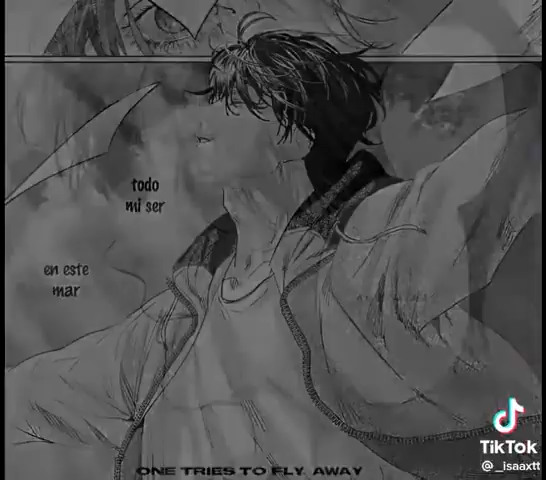 todo
mi ser
en este
mar
ONE TRIES TO FLY AWAY
TikTok
@_isaaxtt